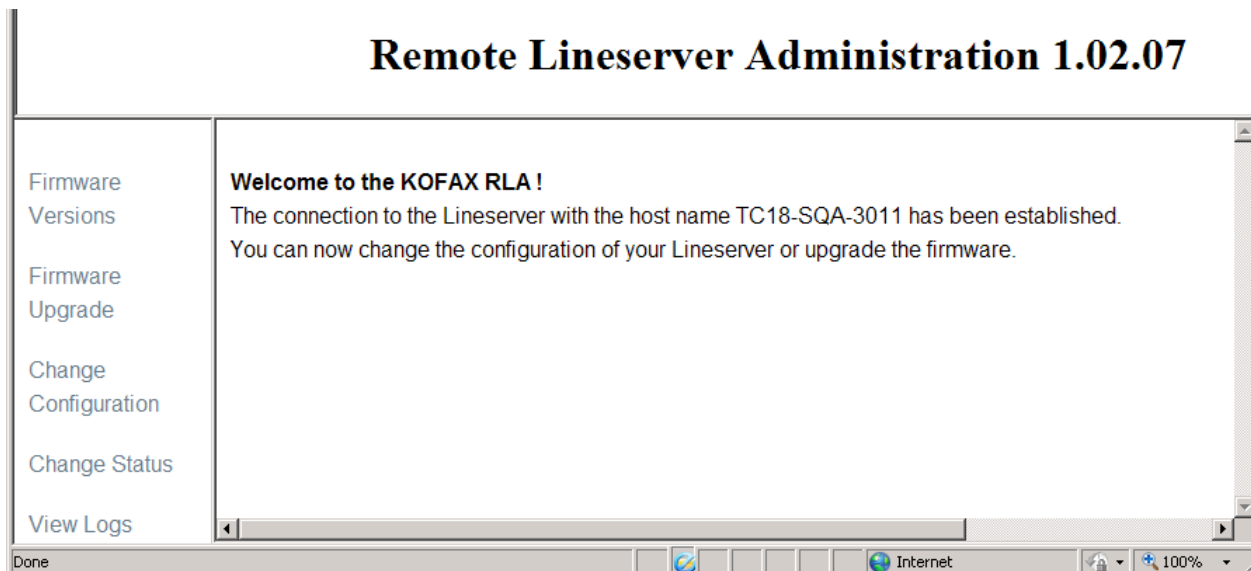 Remote Lineserver Administration 1.02.07
Firmware
Versions
Firmware
Upgrade
Change
Configuration
Change Status
View Logs
Welcome to the KOFAX RLA !
The connection to the Lineserver with the host name TC18-SQA-3011 has been established.
You can now change the configuration of your Lineserver or upgrade the firmware.
Done
Internet
100%